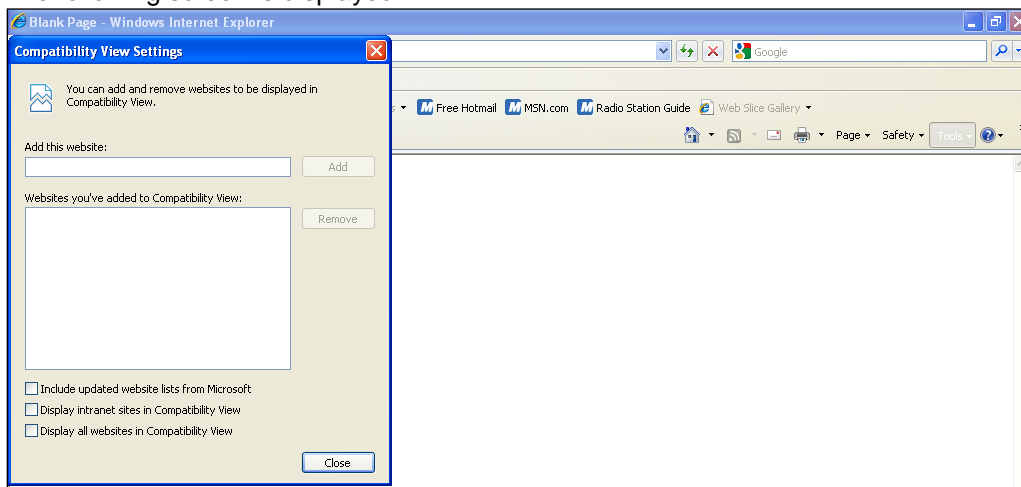 Blank Page - Windows Internet Explorer
Compatibility View Settings
Google
You can add and remove websites to be displayed in
Compatibility View.
Free Hotmail MSN.com Radio Station Guide Web Slice Gallery
Page Safety Tools
Add this website:
Add
Websites you've added to Compatibility View:
Remove
Include updated website lists from Microsoft
Display intranet sites in Compatibility View
Display all websites in Compatibility View
Close